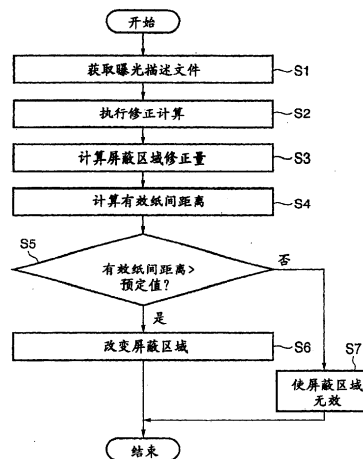 开始
获取曝光描述文件
S1
执行修正计算
S2
计算屏蔽区域修正量
S3
计算有效纸间距离
S4
S5
有效纸间距离>
预定值?
否
是
改变屏蔽区域
S6
S7
使屏蔽区域
无效
结束